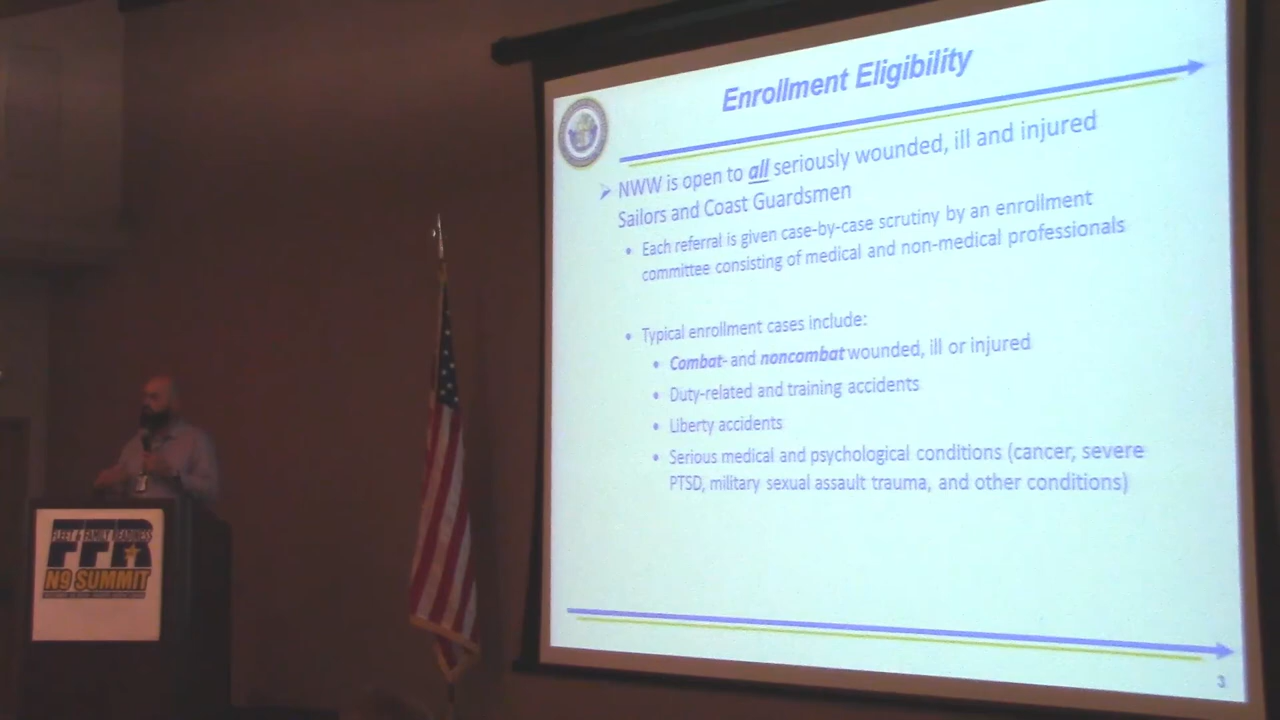 Enrollment Eligibility
NWW is open to all seriously wounded, ill and injured
Sailors and Coast Guardsmen
Each referral is given case-by-case scrutiny by an enrollment
committee consisting of medical and non-medical professionals
Typical enrollment cases include:
Combat- and noncombat wounded, ill or injured
Duty-related and training accidents
Liberty accidents
Serious medical and psychological conditions (cancer, severe
PTSD, military sexual assault trauma, and other conditions)
3
FLEET & FAMILY READINESS
FFR
N9 SUMMIT